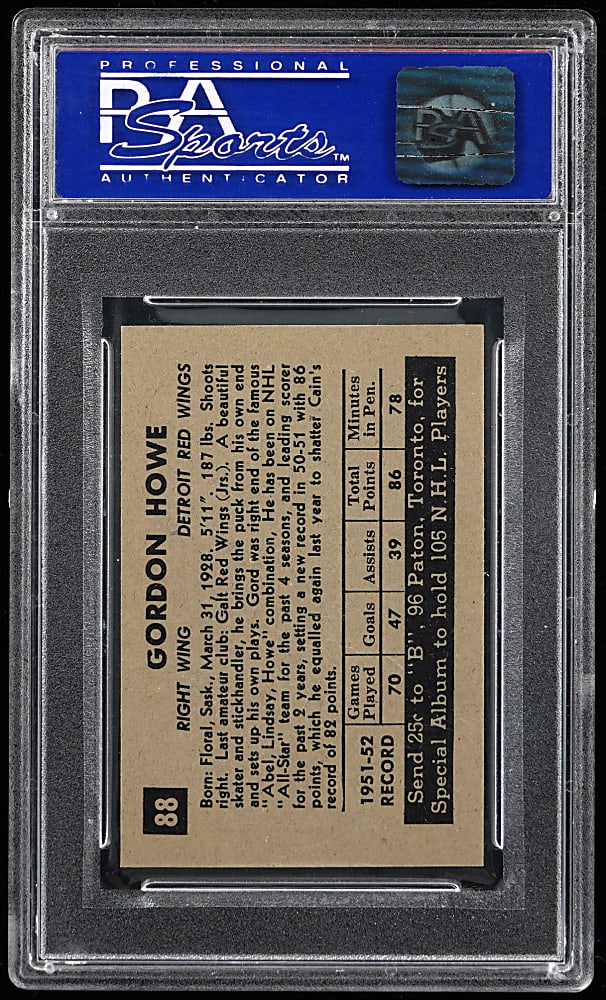 PROFESSIONAL
PSA
Sports™
AUTHENTICATOR
PSA
88
GORDON HOWE
RIGHT WING DETROIT RED WINGS
Born: Floral, Sask., March 31, 1928. 5'11". 187 lbs. Shoots
right. Last amateur club: Galt Red Wings (Jrs.). A beautiful
skater and stickhandler, he brings the puck from his own end
and sets up his own plays. Gord was right end of the famous
"Abel, Lindsay, Howe" combination. He has been on NHL
"All-Star" team for the past 4 seasons, and leading scorer
for the past 2 years, setting a new record in 50-51 with 86
points, which he equalled again last year to shatter Cain's
record of 82 points.
1951-52 RECORD
Games Played Goals Assists Total Points Minutes in Pen.
70 47 39 86 78
Send 25¢ to "B", 96 Paton, Toronto, for
Special Album to hold 105 N.H.L. Players